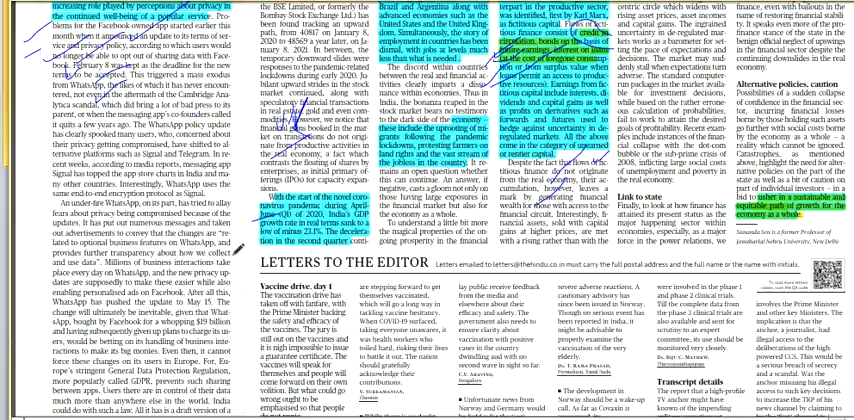 increasing role played by perceptions about privacy in
the continued well-being of a popular service. Pro-
blems for the Facebook-owned app started earlier this
month when it announced an update to its terms of ser-
vice and privacy policy, according to which users would
no longer be able to opt out of sharing data with Face-
book. February 8 was kept as the deadline for the new
terms to be accepted. This triggered a mass exodus
from WhatsApp, the likes of which it has never encoun-
tered, not even in the aftermath of the Cambridge Ana-
lytica scandal, which did bring a lot of bad press to its
parent, or when the messaging app's co-founders called
it quits a few years ago. The WhatsApp policy update
has clearly spooked many users, who, concerned about
their privacy getting compromised, have shifted to al-
ternative platforms such as Signal and Telegram. In re-
cent weeks, according to media reports, messaging app
Signal has topped the app store charts in India and ma-
ny other countries. Interestingly, WhatsApp uses the
same end-to-end encryption protocol as Signal.
An under-fire WhatsApp, on its part, has tried to allay
fears about privacy being compromised because of the
updates. It has put out numerous messages and taken
out advertisements to convey that the changes are "re-
lated to optional business features on WhatsApp, and
provides further transparency about how we collect
and use data". Millions of business interactions take
place every day on WhatsApp, and the new privacy up-
dates are supposedly to make these easier while also
enabling personalised ads on Facebook. After all this,
WhatsApp has pushed the update to May 15. The
change will ultimately be inevitable, given that What-
sApp, bought by Facebook for a whopping $19 billion
and having subsequently given up plans to charge its us-
ers, would be betting on its handling of business inte-
ractions to make its big monies. Even then, it cannot
force these changes on its users in Europe. For, Eu-
rope's stringent General Data Protection Regulation,
more popularly called GDPR, prevents such sharing
between apps. Users there are in control of their data
much more than anywhere else in the world. India
could do with such a law. All it has is a draft version of a
the BSE Limited, or formerly the
Bombay Stock Exchange Ltd.) has
been found tracking an upward
path, from 40817 on January 8,
2020 to 48569 a year later, on Janu-
ary 8, 2021. In between, the
temporary downward slides were
responses to the pandemic-related
lockdowns during early 2020. Ju-
bilant upward strides in the stock
market continued, along with
speculatory financial transactions
in real estate, gold and even com-
modities. However, we notice that
capital gains booked in the mar-
ket on transactions do not origi-
nate from productive activities in
the real economy, a fact which
contrasts the floating of shares by
enterprises, as initial primary of-
ferings (IPOs) for capital expan-
sions.
With the start of the novel coro-
navirus pandemic during April-
June (Q1) of 2020, India's GDP
growth rate in real terms sank to a
low of minus 23.1%. The decelera-
tion in the second quarter conti-
Brazil and Argentina along with
advanced economies such as the
United States and the United King-
dom. Simultaneously, the story of
employment in countries has been
dismal, with jobs at levels much
less than what is needed.
The discord which countries
between the real and financial ac-
tivities clearly imparts a disso-
nance within economies. Thus in
India, the bonanza reaped in the
stock market bears no testimony
to the dark side of the economy –
these include the uprooting of mi-
grants following the pandemic
lockdowns, protesting farmers on
land rights and the vast stream of
the jobless in the country. It re-
mains an open question whether
this can continue. An answer, if
negative, casts a gloom not only on
those having large exposures in
the financial market but also for
the economy as a whole.
To understand a little bit more
the magical properties of the on-
going prosperity in the financial
terpart in the productive sector,
was identified, first by Karl Marx,
as fictitious capital. Flows of fic-
titious finance consist of credit as
circulation, bonds on the basis of
future earnings, interest on loans
at the cost of foregone consump-
tion or even surplus value when
loans permit an access to produc-
tive resources). Earnings from fic-
titious capital include interests, di-
vidends and capital gains as well
as profits on derivatives such as
forwards and futures used to
hedge against uncertainty in de-
regulated markets. All the above
come in the category of unearned
or rentier capital.
Despite the fact flows of fic-
titious finance do not originate
from the real economy, their ac-
cumulation, however, leaves a
mark by generating financial
wealth for those with access to the
financial circuit. Interestingly, fi-
nancial assets, sold with capital
gains at higher prices, are met
with a rising rather than with the
centric circle which widens with
rising asset prices, asset incomes
and capital gains. The ingrained
uncertainty in de-regulated mar-
kets works as a barometer for set-
ting the pace of expectations and
decisions. The market may sud-
denly stall when expectations turn
adverse. The standard computer-
run packages in the market availa-
ble for investment decisions,
while based on the rather errone-
ous calculation of probabilities,
fail to work to attain the desired
goals of profitability. Recent exam-
ples include instances of the finan-
cial collapse with the dot-com
bubble or the sub-prime crisis of
2008, inflicting large social costs
of unemployment and poverty in
the real economy.
Link to state
Finally, to look at how finance has
attained its present status as the
major happening sector within
economies, especially, as a major
force in the power relations, we
finance, even with bailouts in the
name of restoring financial stabili-
ty. It speaks even more of the pro-
finance stance of the state in the
benign official neglect of upswings
in the financial sector despite the
continuing downslides in the real
economy.
Alternative policies, caution
Possibilities of a sudden collapse
of confidence in the financial sec-
tor, incurring financial losses
borne by those holding such assets
go further with social costs borne
by the economy as a whole – a
reality which cannot be ignored.
Catastrophes, as mentioned
above, highlight the need for alter-
native policies on the part of the
state as well as a bit of caution on
part of individual investors – in a
bid to usher in a sustainable and
equitable path of growth for the
economy as a whole.
Sunanda Sen is a former Professor of
Jawaharlal Nehru University, New Delhi
LETTERS TO THE EDITOR Letters emailed to letters@thehindu.co.in must carry the full postal address and the full name or the name with initials.
Vaccine drive, day 1
The vaccination drive has
taken off with fanfare, with
the Prime Minister backing
the safety and efficacy of
the vaccines. The jury is
still out on the vaccines and
it is an impossible to issue
a guarantee certificate. The
vaccines will speak for
themselves and people will
come forward on their own
volition. But what could go
wrong ought to be
emphasised so that people
are stepping forward to get
themselves vaccinated,
which will go a long way in
tackling vaccine hesitancy.
When COVID-19 surfaced,
taking everyone unawares, it
was health workers who
toiled hard, risking their lives
to battle it out. The nation
should gratefully
acknowledge their
contributions.
V. SUBRAMANIAN,
Chennai
lay public receive feedback
from the media and
elsewhere about their
efficacy and safety. The
government also needs to
ensure clarity about
vaccination with positive
cases in the country
dwindling and with no
second wave in sight so far.
C.V. ARAVIND,
Bengaluru
■ Unfortunate news from
Norway and Germany would
severe adverse reactions. A
cautionary advisory has
since been issued in Norway.
Though no serious event has
been reported in India, it
might be advisable to
properly examine the
vaccination of the very
elderly.
DR. T. RAMA PRASAD,
Perundurai, Tamil Nadu
■ The development in
Norway should be a wake-up
call. As far as Covaxin is
were involved in the phase 1
and phase 2 clinical trials.
Till the complete data from
the phase 3 clinical trials are
also available and sent for
scrutiny to an expert
committee, its use should be
monitored very closely.
Transcript details
The report that a high-profile
TV anchor might have
known of the impending
involves the Prime Minister
and other key Ministers. The
implication is that the
anchor, a journalist, had
illegal access to the
deliberations of the high-
powered CCS. This would be
a serious breach of secrecy
and a scandal. Was the
anchor misusing his illegal
access to such key decisions
to increase the TRP of his
news channel by claiming to